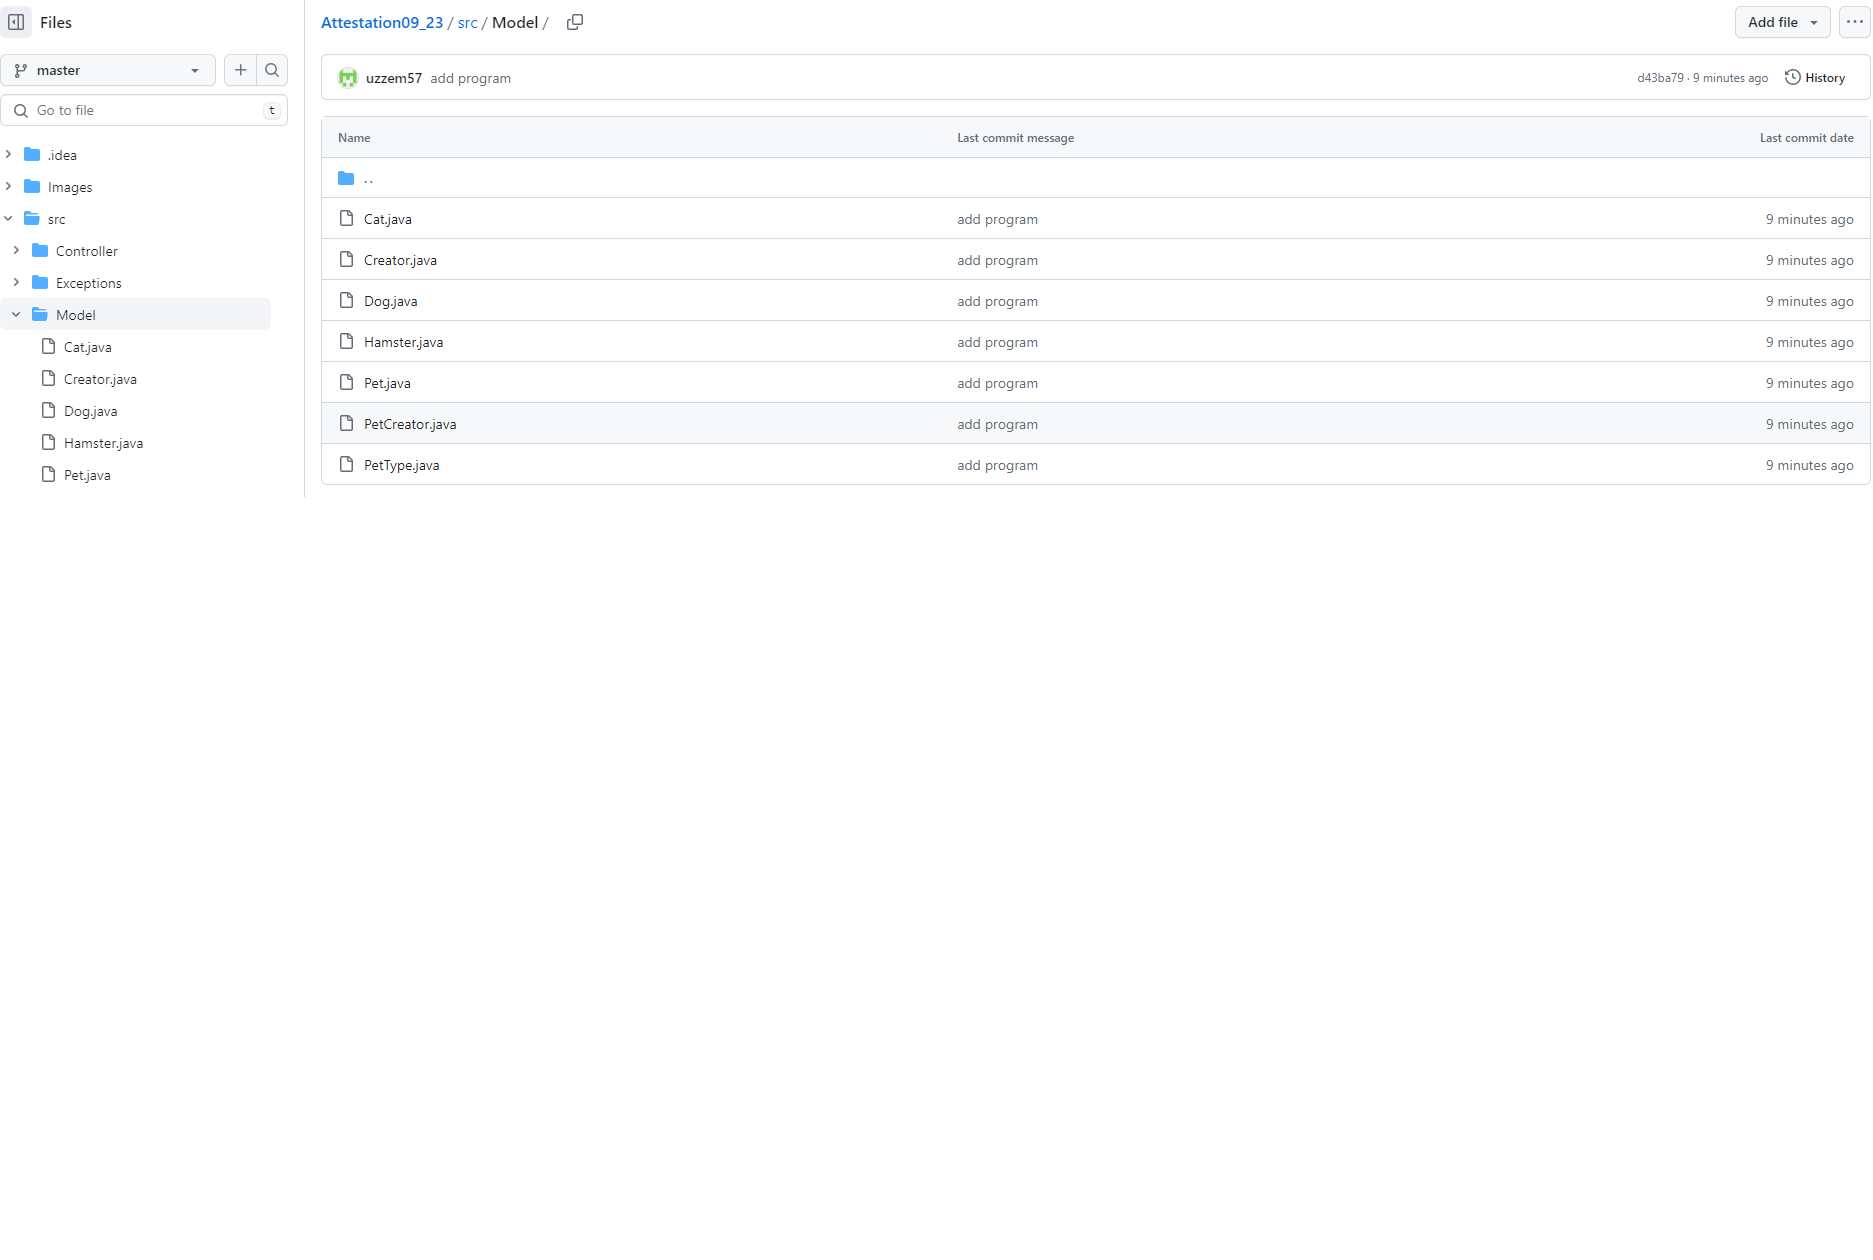 Files
master
Go to file
t
.idea
Images
src
Controller
Exceptions
Model
Cat.java
Creator.java
Dog.java
Hamster.java
Pet.java
Attestation09_23 / src / Model /
Add file
uzzem57 add program
d43ba79 · 9 minutes ago
History
Name Last commit message Last commit date
..
Cat.java add program 9 minutes ago
Creator.java add program 9 minutes ago
Dog.java add program 9 minutes ago
Hamster.java add program 9 minutes ago
Pet.java add program 9 minutes ago
PetCreator.java add program 9 minutes ago
PetType.java add program 9 minutes ago